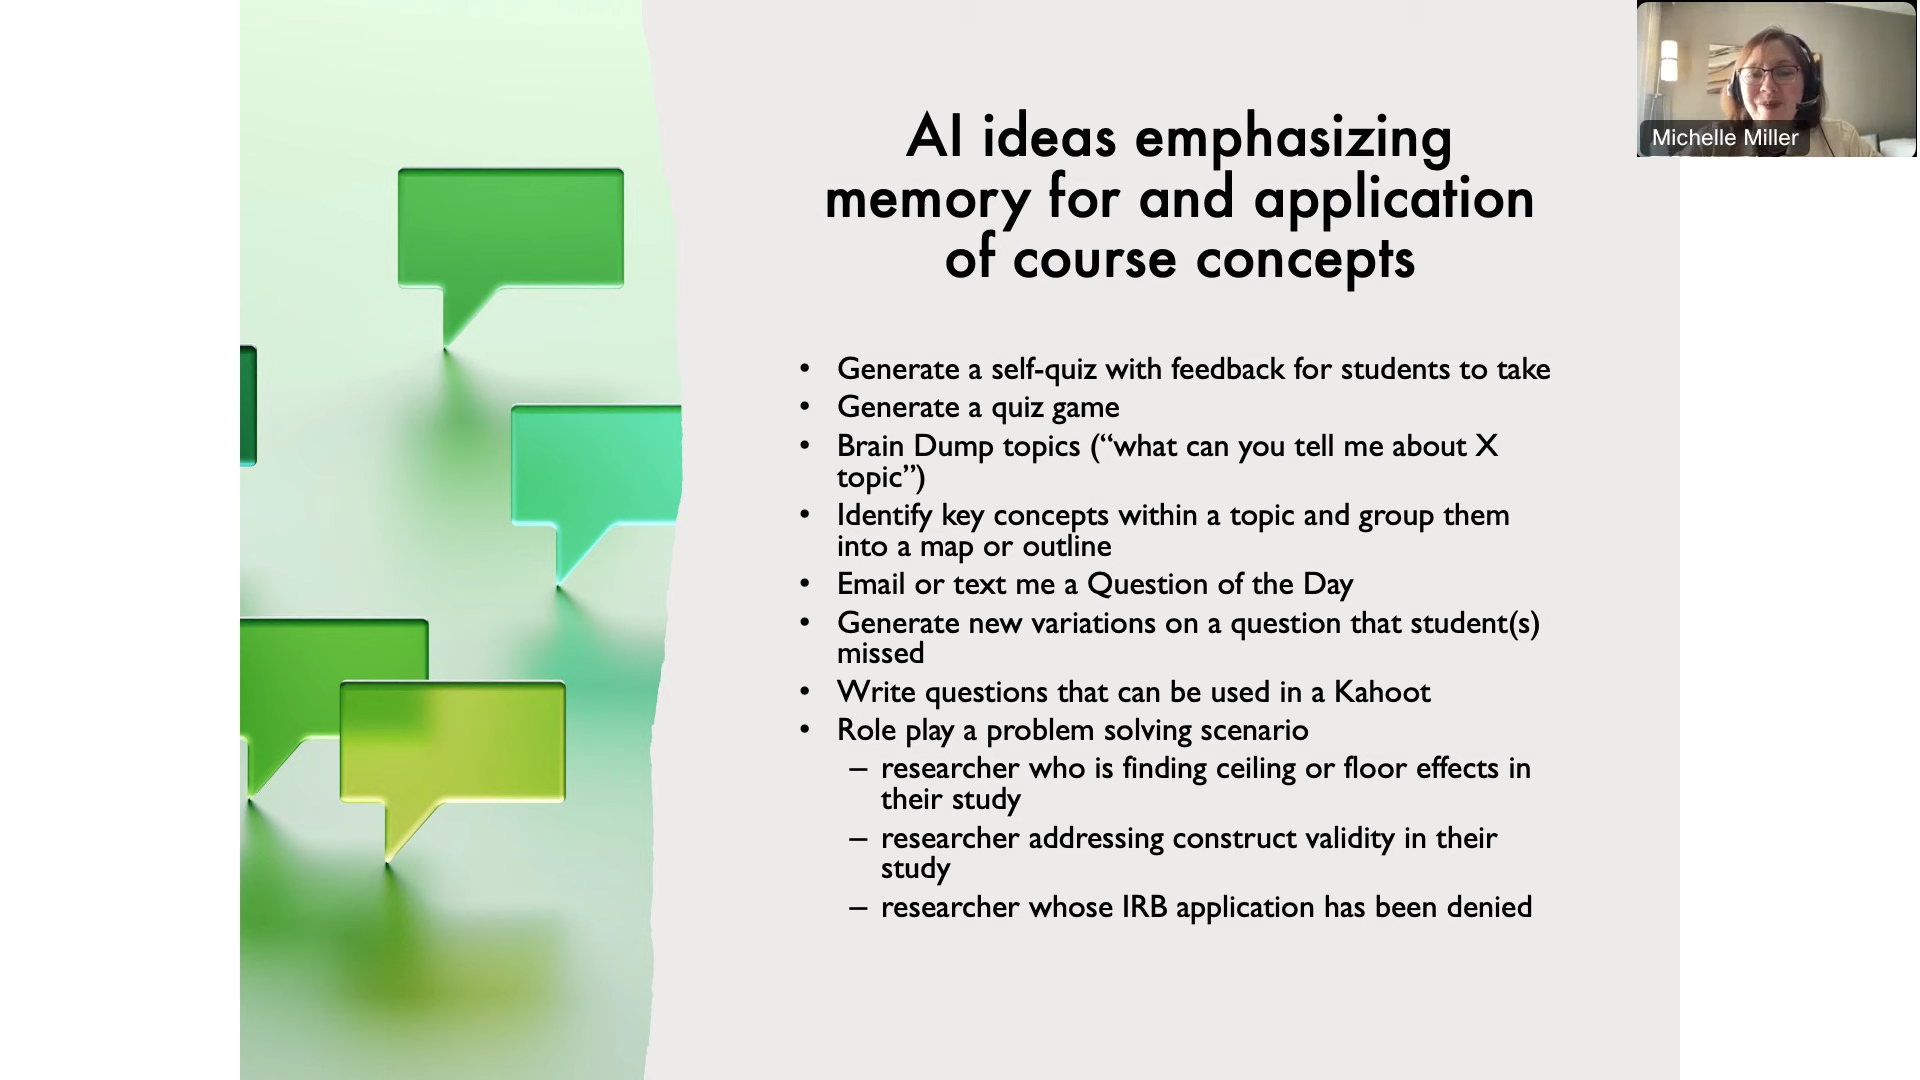 AI ideas emphasizing
memory for and application
of course concepts
• Generate a self-quiz with feedback for students to take
• Generate a quiz game
• Brain Dump topics (“what can you tell me about X
topic”)
• Identify key concepts within a topic and group them
into a map or outline
• Email or text me a Question of the Day
• Generate new variations on a question that student(s)
missed
• Write questions that can be used in a Kahoot
• Role play a problem solving scenario
– researcher who is finding ceiling or floor effects in
their study
– researcher addressing construct validity in their
study
– researcher whose IRB application has been denied
Michelle Miller